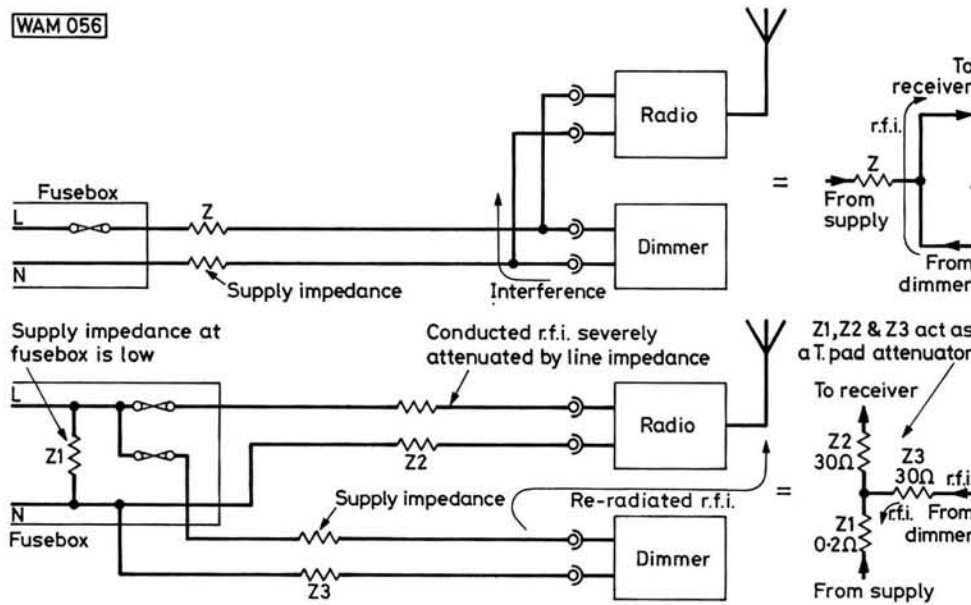 WAM 056
Radio
To
receiver
r.f.i.
=
Z
From
supply
From
dimmer
Fusebox
L
Z
N
Supply impedance
Interference
Dimmer
Supply impedance at
fusebox is low
Conducted r.f.i. severely
attenuated by line impedance
Z1,Z2 & Z3 act as
a T. pad attenuator
L
Z1
N
Fusebox
Z2
Radio
Supply impedance
Re-radiated r.f.i.
Z3
Dimmer
=
To receiver
Z2
30Ω
Z3
30Ω
r.f.i.
r.f.i.
From
dimmer
Z1
0·2Ω
From supply